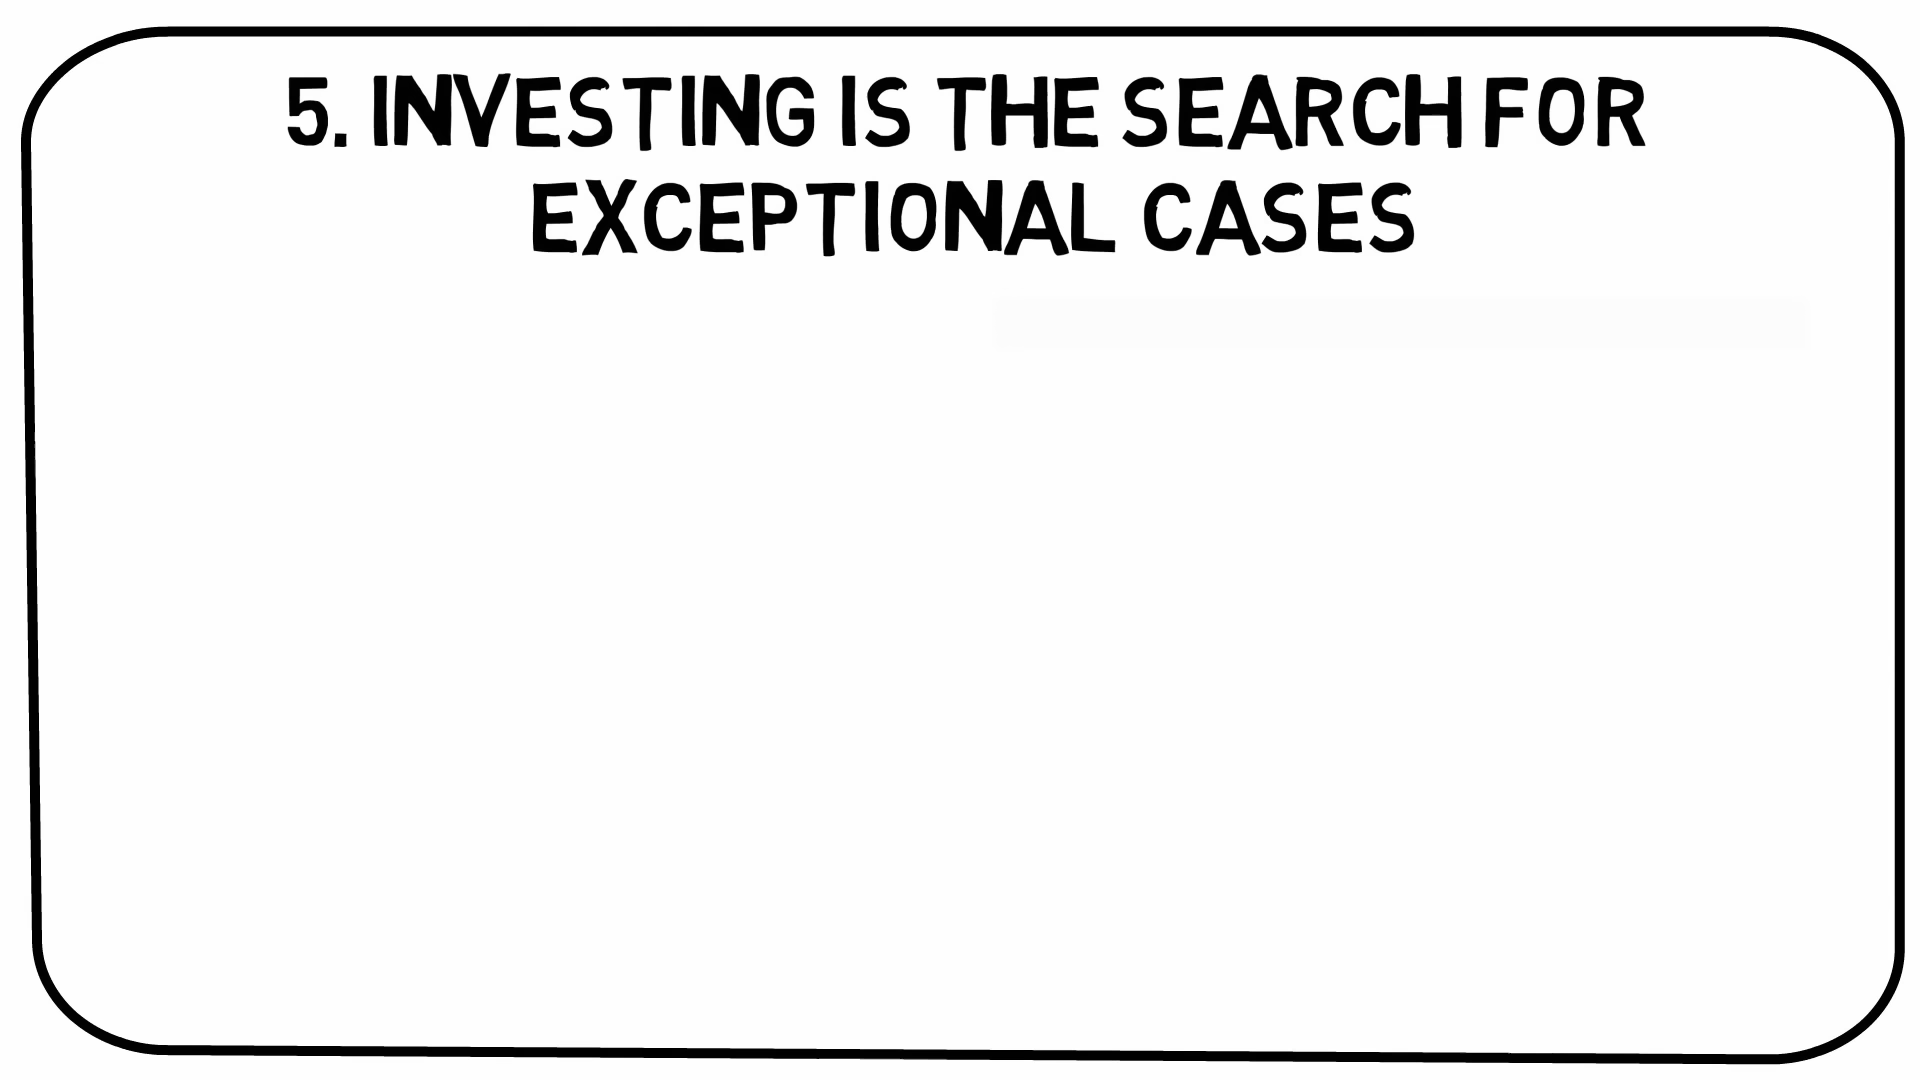 5. INVESTING IS THE SEARCH FOR
EXCEPTIONAL CASES